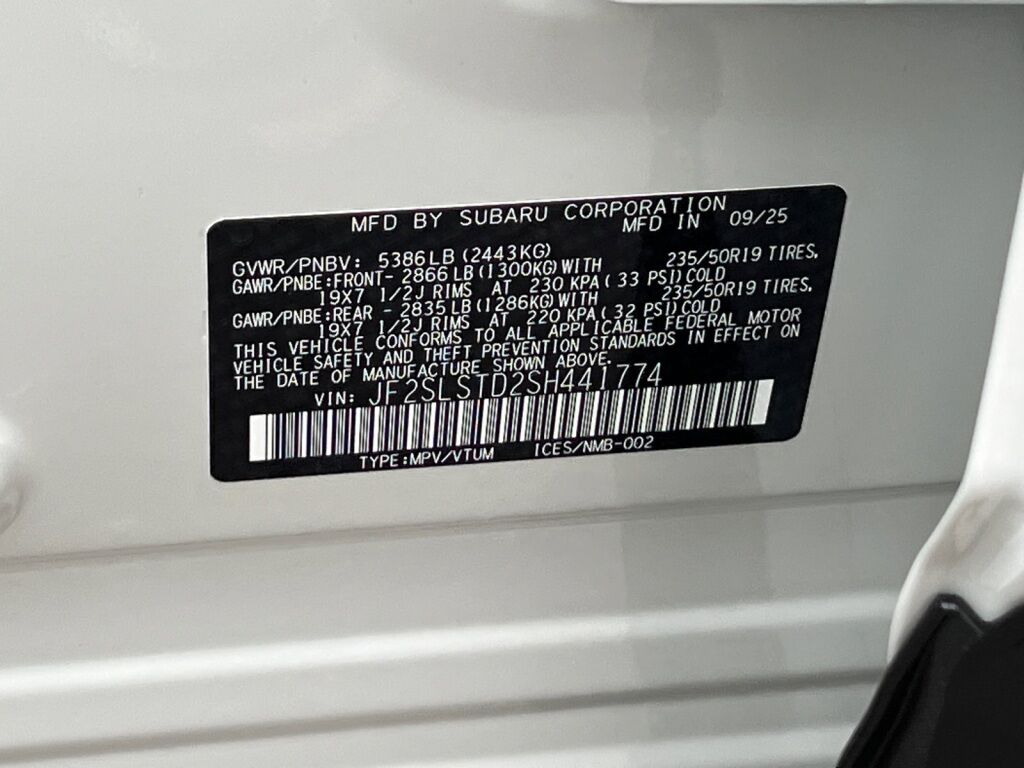 MFD BY SUBARU CORPORATION
MFD IN 09/25
GVWR/PNBV: 5386LB(2443KG)
GAWR/PNBE:FRONT- 2866LB(1300KG)WITH 235/50R19 TIRES,
19X7 1/2J RIMS AT 230 KPA(33 PSI)COLD
GAWR/PNBE:REAR - 2835LB(1286KG)WITH 235/50R19 TIRES,
19X7 1/2J RIMS AT 220 KPA(32 PSI)COLD
THIS VEHICLE CONFORMS TO ALL APPLICABLE FEDERAL MOTOR
VEHICLE SAFETY AND THEFT PREVENTION STANDARDS IN EFFECT ON
THE DATE OF MANUFACTURE SHOWN ABOVE.
VIN: JF2SLSTD2SH441774
TYPE:MPV/VTUM ICES/NMB-002